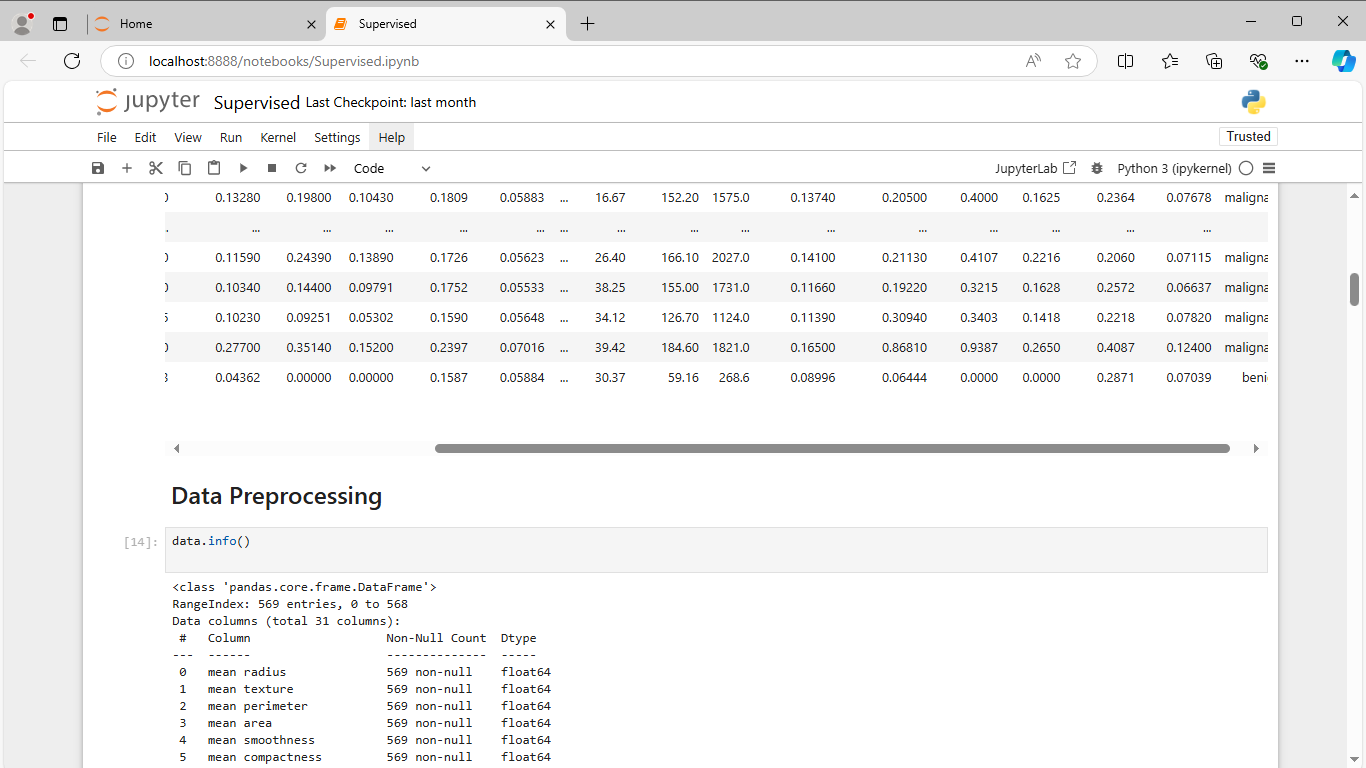 Home
Supervised
localhost:8888/notebooks/Supervised.ipynb
jupyter Supervised Last Checkpoint: last month
File Edit View Run Kernel Settings Help
Trusted
Code
JupyterLab
Python 3 (ipykernel)
0.13280 0.19800 0.10430 0.1809 0.05883 ... 16.67 152.20 1575.0 0.13740 0.20500 0.4000 0.1625 0.2364 0.07678 maligna
... ... ... ... ... ... ... ... ... ... ... ... ... ... ...
0.11590 0.24390 0.13890 0.1726 0.05623 ... 26.40 166.10 2027.0 0.14100 0.21130 0.4107 0.2216 0.2060 0.07115 maligna
0.10340 0.14400 0.09791 0.1752 0.05533 ... 38.25 155.00 1731.0 0.11660 0.19220 0.3215 0.1628 0.2572 0.06637 maligna
0.10230 0.09251 0.05302 0.1590 0.05648 ... 34.12 126.70 1124.0 0.11390 0.30940 0.3403 0.1418 0.2218 0.07820 maligna
0.27700 0.35140 0.15200 0.2397 0.07016 ... 39.42 184.60 1821.0 0.16500 0.86810 0.9387 0.2650 0.4087 0.12400 maligna
0.04362 0.00000 0.00000 0.1587 0.05884 ... 30.37 59.16 268.6 0.08996 0.06444 0.0000 0.0000 0.2871 0.07039 beni
Data Preprocessing
[14]: data.info()
<class 'pandas.core.frame.DataFrame'>
RangeIndex: 569 entries, 0 to 568
Data columns (total 31 columns):
# Column Non-Null Count Dtype
--- ------ -------------- -----
0 mean radius 569 non-null float64
1 mean texture 569 non-null float64
2 mean perimeter 569 non-null float64
3 mean area 569 non-null float64
4 mean smoothness 569 non-null float64
5 mean compactness 569 non-null float64